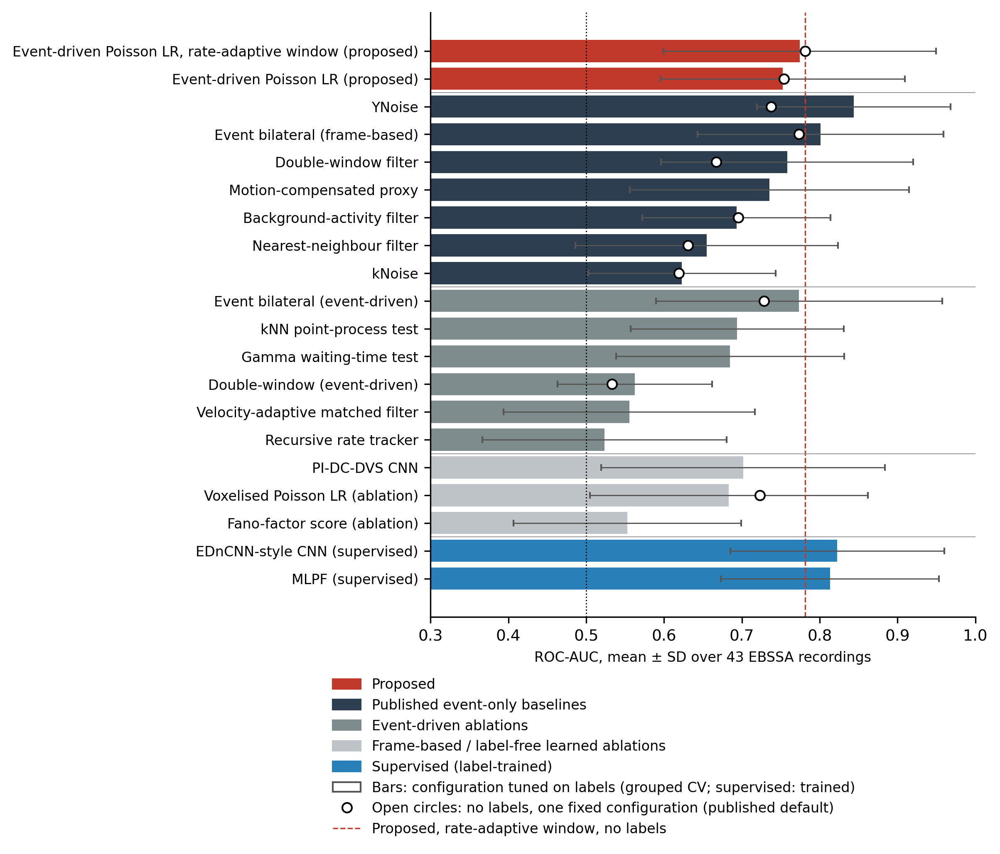 Event-driven Poisson LR, rate-adaptive window (proposed)
Event-driven Poisson LR (proposed)
YNoise
Event bilateral (frame-based)
Double-window filter
Motion-compensated proxy
Background-activity filter
Nearest-neighbour filter
kNoise
Event bilateral (event-driven)
kNN point-process test
Gamma waiting-time test
Double-window (event-driven)
Velocity-adaptive matched filter
Recursive rate tracker
PI-DC-DVS CNN
Voxelised Poisson LR (ablation)
Fano-factor score (ablation)
EDnCNN-style CNN (supervised)
MLPF (supervised)
0.3 0.4 0.5 0.6 0.7 0.8 0.9 1.0
ROC-AUC, mean ± SD over 43 EBSSA recordings
Proposed
Published event-only baselines
Event-driven ablations
Frame-based / label-free learned ablations
Supervised (label-trained)
Bars: configuration tuned on labels (grouped CV; supervised: trained)
Open circles: no labels, one fixed configuration (published default)
Proposed, rate-adaptive window, no labels